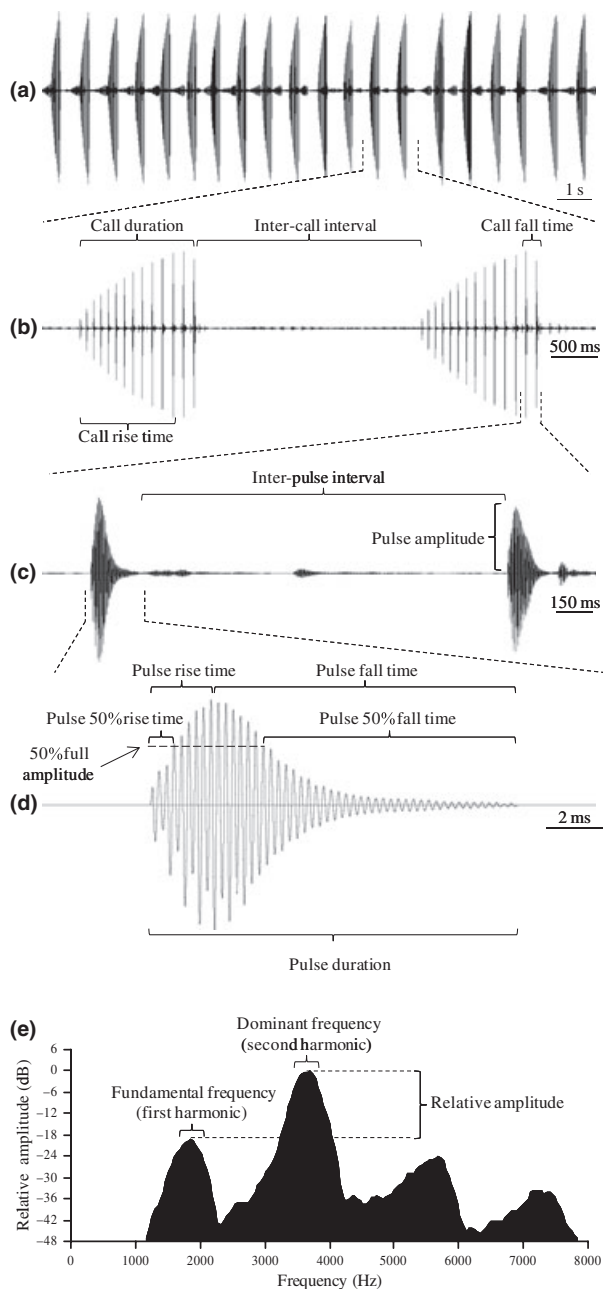 (a)
1 s
Call duration
Inter-call interval
Call fall time
(b)
500 ms
Call rise time
Inter-pulse interval
Pulse amplitude
(c)
150 ms
Pulse rise time
Pulse fall time
Pulse 50% rise time
Pulse 50% fall time
50% full
amplitude
(d)
2 ms
Pulse duration
(e)
Dominant frequency
(second harmonic)
Fundamental frequency
(first harmonic)
Relative amplitude
Relative amplitude (dB)
6
0
−6
−12
−18
−24
−30
−36
−42
−48
0 1000 2000 3000 4000 5000 6000 7000 8000
Frequency (Hz)